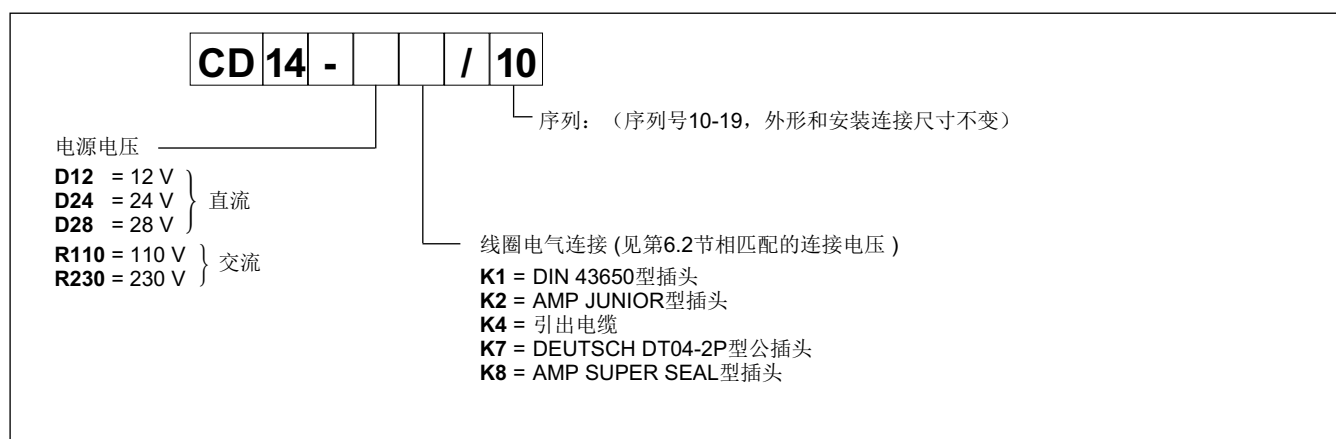 CD 14 - / 10
序列：（序列号10-19，外形和安装连接尺寸不变）
电源电压
D12 = 12 V
D24 = 24 V
D28 = 28 V
直流
R110 = 110 V
R230 = 230 V
交流
线圈电气连接 (见第6.2节相匹配的连接电压 )
K1 = DIN 43650型插头
K2 = AMP JUNIOR型插头
K4 = 引出电缆
K7 = DEUTSCH DT04-2P型公插头
K8 = AMP SUPER SEAL型插头